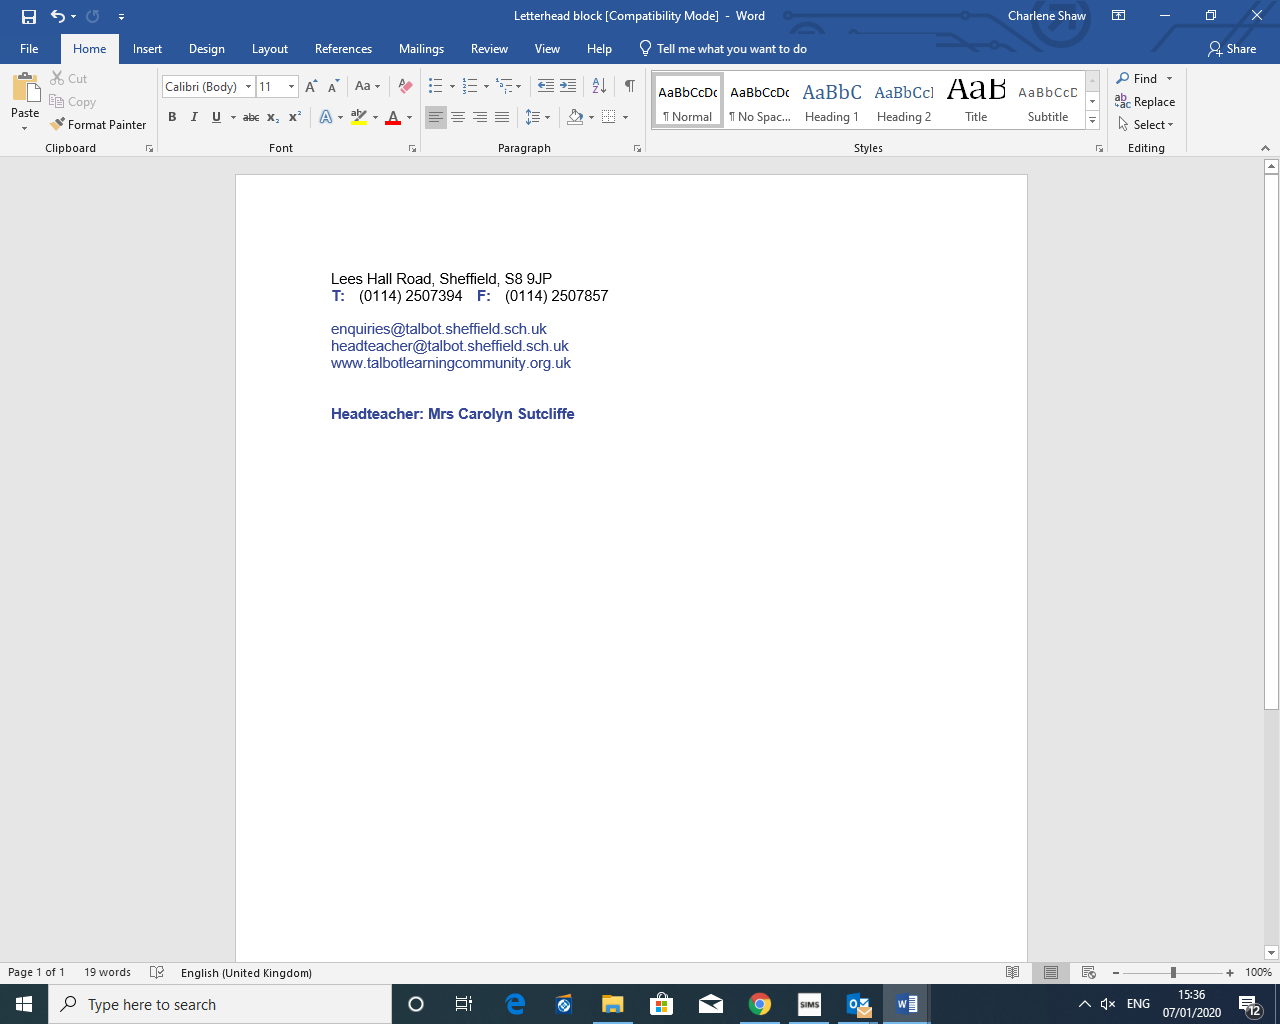 Letterhead block [Compatibility Mode] - Word
Charlene Shaw
File Home Insert Design Layout References Mailings Review View Help Tell me what you want to do Share
Paste
Cut
Copy
Format Painter
Clipboard
Calibri (Body) 11
Aa
B I U abc x₂ x²
A ab A
Font
Paragraph
AaBbCcDc AaBbCcDc AaBbC AaBbCcI AaB AaBbCcD
¶ Normal ¶ No Spac... Heading 1 Heading 2 Title Subtitle
Styles
Find
Replace
Select
Editing
Lees Hall Road, Sheffield, S8 9JP
T: (0114) 2507394 F: (0114) 2507857
enquiries@talbot.sheffield.sch.uk
headteacher@talbot.sheffield.sch.uk
www.talbotlearningcommunity.org.uk
Headteacher: Mrs Carolyn Sutcliffe
Page 1 of 1 19 words English (United Kingdom) 100%
Type here to search
SIMS
ENG
15:36
07/01/2020
12